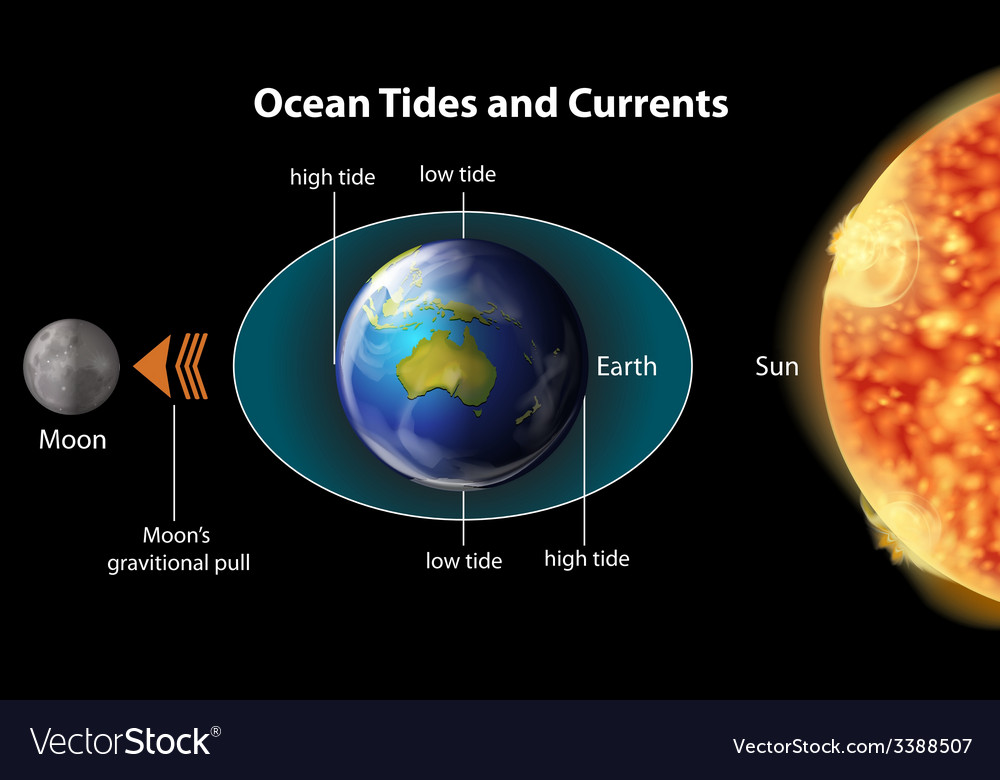 Ocean Tides and Currents
high tide
low tide
Earth
Sun
Moon
Moon's
gravitional pull
low tide
high tide
VectorStock®
VectorStock.com/3388507